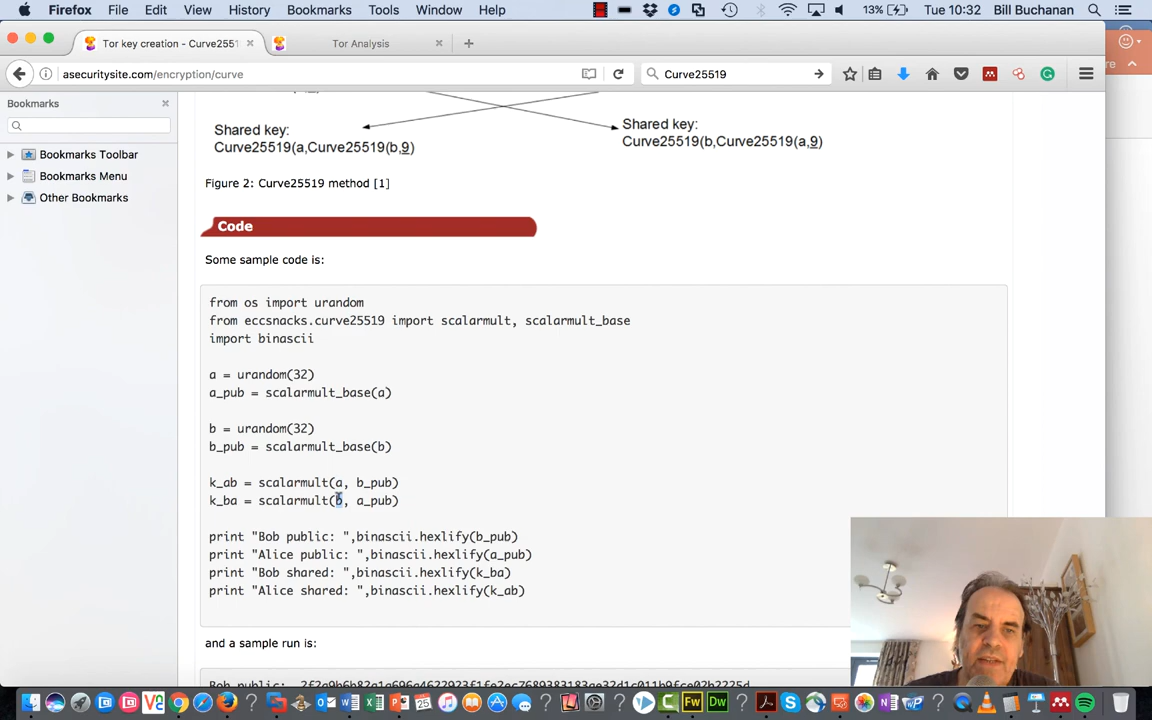 Firefox File Edit View History Bookmarks Tools Window Help 13% Tue 10:32 Bill Buchanan
Tor key creation - Curve251
Tor Analysis
asecuritysite.com/encryption/curve
Curve25519
Bookmarks
Bookmarks Toolbar
Bookmarks Menu
Other Bookmarks
Shared key:
Curve25519(a,Curve25519(b,9)
Shared key:
Curve25519(b,Curve25519(a,9)
Figure 2: Curve25519 method [1]
Code
Some sample code is:
from os import urandom
from eccsnacks.curve25519 import scalarmult, scalarmult_base
import binascii
a = urandom(32)
a_pub = scalarmult_base(a)
b = urandom(32)
b_pub = scalarmult_base(b)
k_ab = scalarmult(a, b_pub)
k_ba = scalarmult(b, a_pub)
print "Bob public: ",binascii.hexlify(b_pub)
print "Alice public: ",binascii.hexlify(a_pub)
print "Bob shared: ",binascii.hexlify(k_ba)
print "Alice shared: ",binascii.hexlify(k_ab)
and a sample run is: